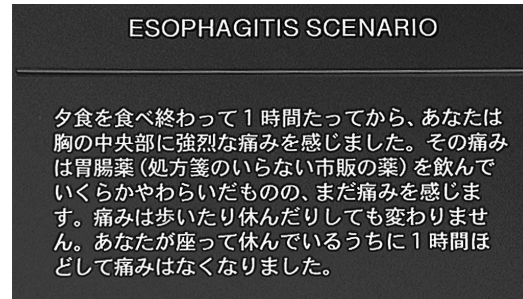 ESOPHAGITIS SCENARIO
夕食を食べ終わって1時間たってから、あなたは
胸の中央部に強烈な痛みを感じました。その痛み
は胃腸薬(処方箋のいらない市販の薬)を飲んで
いくらかやわらいだものの、まだ痛みを感じま
す。痛みは歩いたり休んだりしても変わりませ
ん。あなたが座って休んでいるうちに1時間ほ
どして痛みはなくなりました。